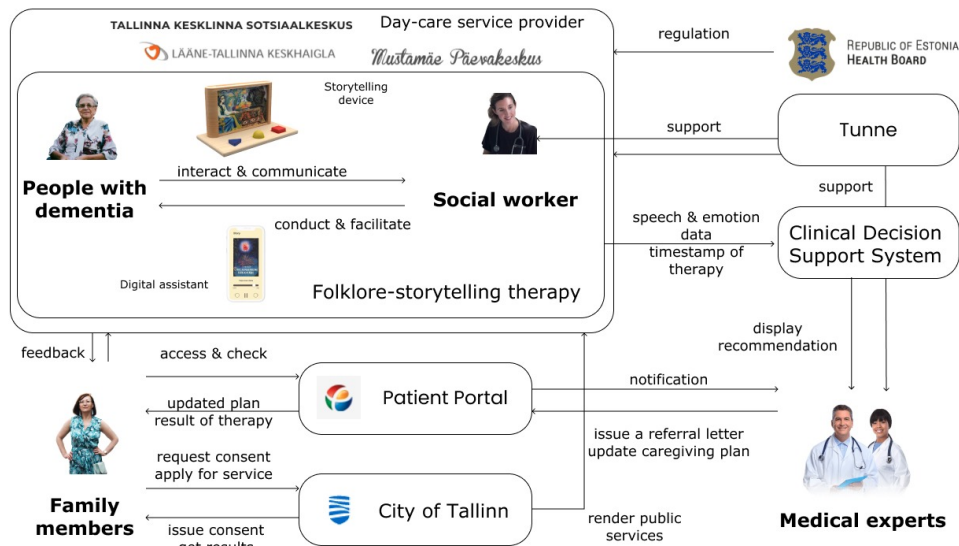 TALLINNA KESKLINNA SOTSIAALKESKUS
Day-care service provider
LÄÄNE-TALLINNA KESKHAIGLA
Mustamäe Päevakeskus
regulation
REPUBLIC OF ESTONIA
HEALTH BOARD
Storytelling
device
support
Tunne
interact & communicate
People with
dementia
Social worker
support
conduct & facilitate
speech & emotion
data
timestamp of
therapy
Clinical Decision
Support System
Digital assistant
Folklore-storytelling therapy
display
recommendation
feedback
access & check
Patient Portal
notification
updated plan
result of therapy
issue a referral letter
update caregiving plan
request consent
apply for service
Family
members
City of Tallinn
render public
services
Medical experts
issue consent
get results